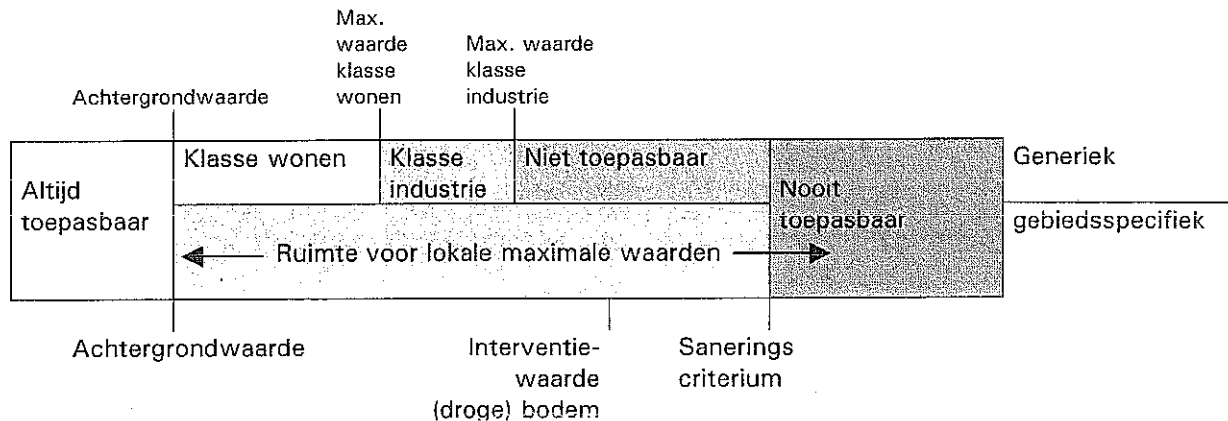 Max.
waarde
klasse
wonen
Max. waarde
klasse
industrie
Achtergrondwaarde
Klasse wonen
Klasse
industrie
Niet toepasbaar
Generiek
Altijd
toepasbaar
Nooit
toepasbaar
gebiedsspecifiek
Ruimte voor lokale maximale waarden
Achtergrondwaarde
Interventie-
waarde
(droge) bodem
Sanerings
criterium